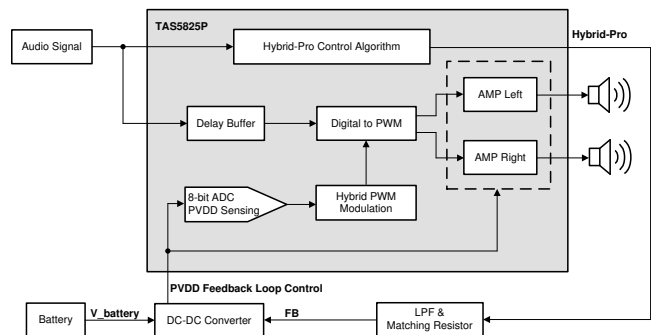 TAS5825P
Hybrid-Pro
Audio Signal
Hybrid-Pro Control Algorithm
AMP Left
Delay Buffer
Digital to PWM
AMP Right
8-bit ADC
PVDD Sensing
Hybrid PWM
Modulation
PVDD Feedback Loop Control
Battery
V_battery
DC-DC Converter
FB
LPF &
Matching Resistor